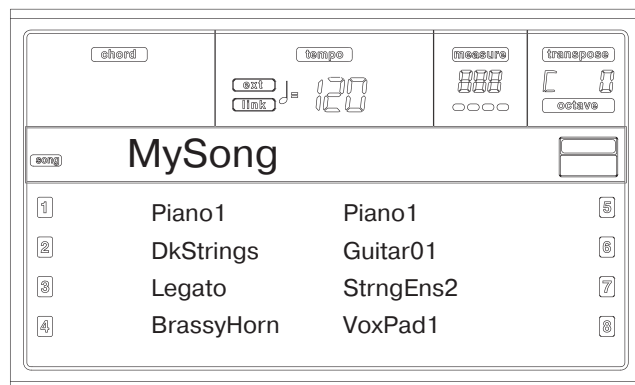 chord tempo measure transpose
ext
link ♩= 120 888 C 0
octave
song MySong
1 Piano1 Piano1 5
2 DkStrings Guitar01 6
3 Legato StrngEns2 7
4 BrassyHorn VoxPad1 8